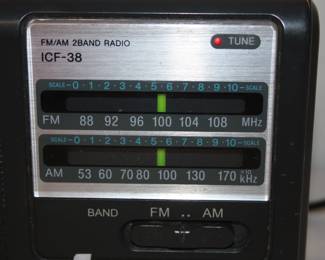 FM/AM 2BAND RADIO
TUNE
ICF-38
SCALE -0 · 1 · 2 · 3 · 4 · 5 · 6 · 7 · 8 · 9 · 10- SCALE
FM 88 92 96 100 104 108 MHz
SCALE -0 · 1 · 2 · 3 · 4 · 5 · 6 · 7 · 8 · 9 · 10- SCALE
AM 53 60 70 80 100 130 170 x10 kHz
BAND FM AM